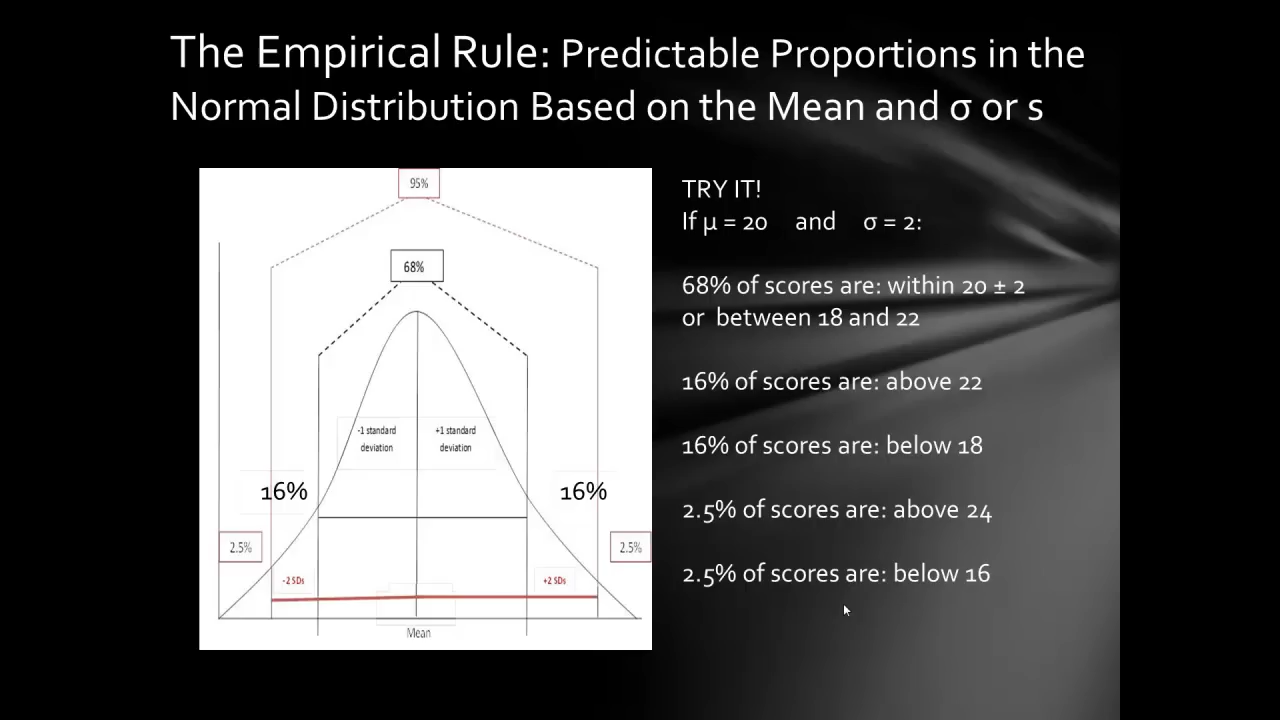 The Empirical Rule: Predictable Proportions in the
Normal Distribution Based on the Mean and σ or s
95%
68%
-1 standard
deviation
+1 standard
deviation
16%
16%
2.5%
2.5%
-2 SDs
+2 SDs
Mean
TRY IT!
If μ = 20 and σ = 2:
68% of scores are: within 20 ± 2
or between 18 and 22
16% of scores are: above 22
16% of scores are: below 18
2.5% of scores are: above 24
2.5% of scores are: below 16